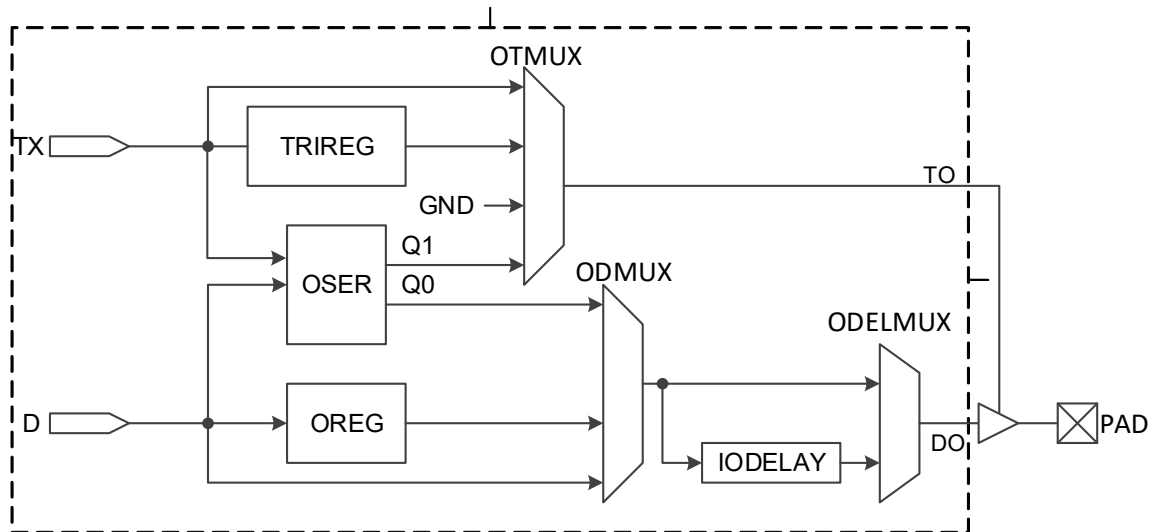 OTMUX
TX
TRIREG
TO
GND
Q1
OSER
ODMUX
Q0
ODELMUX
D
OREG
PAD
DO
IODELAY